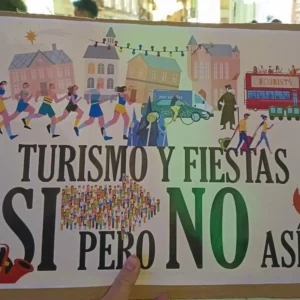 TURISMO Y FIESTAS
SI PERO NO ASÍ